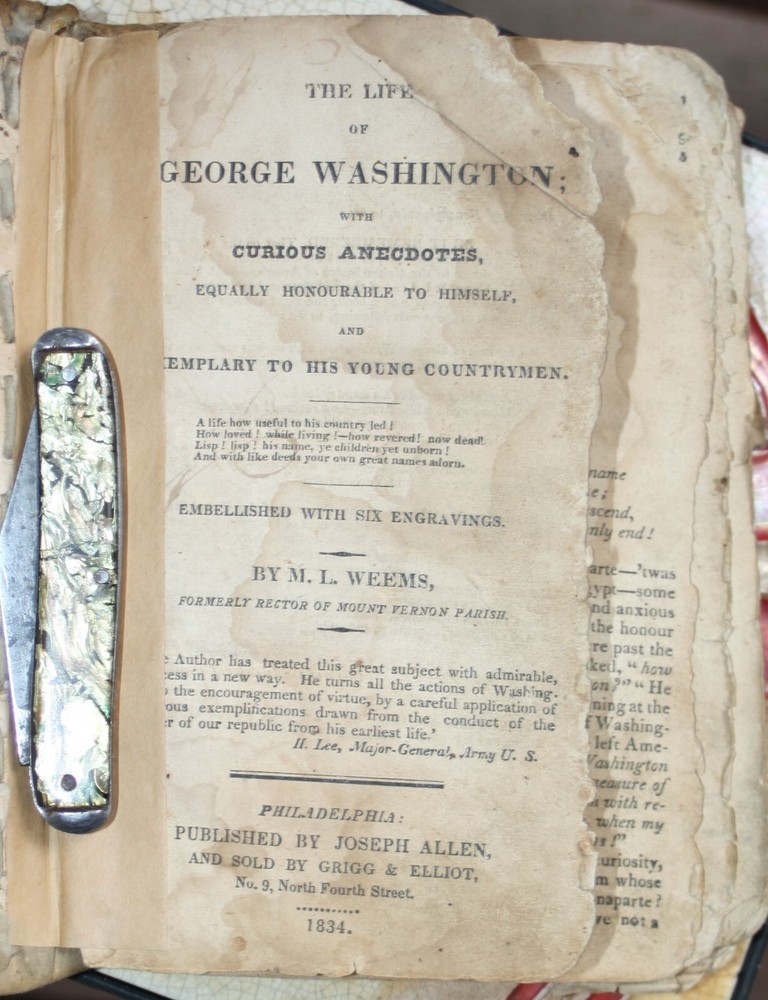 THE LIFE
OF
GEORGE WASHINGTON;
WITH
CURIOUS ANECDOTES,
EQUALLY HONOURABLE TO HIMSELF,
AND
EMPLARY TO HIS YOUNG COUNTRYMEN.
A life how useful to his country led!
How loved! while living!—how revered! now dead!
Lisp! lisp! his name, ye children yet unborn!
And with like deeds your own great names adorn.
EMBELLISHED WITH SIX ENGRAVINGS.
BY M. L. WEEMS,
FORMERLY RECTOR OF MOUNT VERNON PARISH.
e Author has treated this great subject with admirable,
cess in a new way. He turns all the actions of Washing-
o the encouragement of virtue, by a careful application of
ous exemplifications drawn from the conduct of the
er of our republic from his earliest life.'
H. Lee, Major-General, Army U. S.
PHILADELPHIA:
PUBLISHED BY JOSEPH ALLEN,
AND SOLD BY GRIGG & ELLIOT,
No. 9, North Fourth Street.
1834.
name
e;
scend,
nly end!
arte—'twas
ypt—some
nd anxious
the honour
re past the
ked, "how
on?" "He
ning at the
f Washing-
left Ame-
Washington
reasure of
with re-
when my
us!"
curiosity,
m whose
naparte?
ve not a